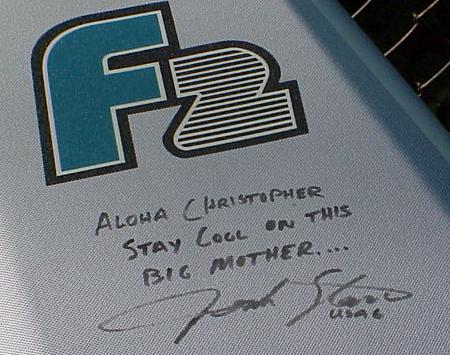 F2
ALOHA CHRISTOPHER
STAY COOL ON THIS
BIG MOTHER....